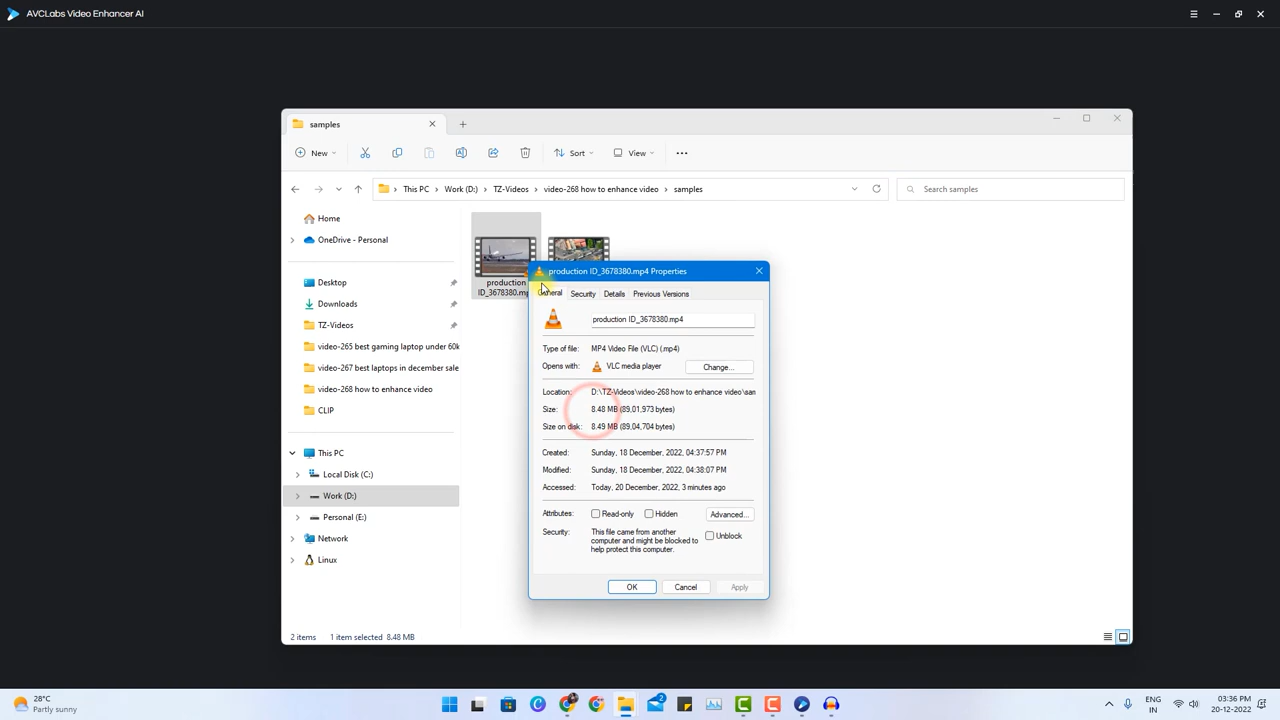 AVCLabs Video Enhancer AI
samples
New
Sort
View
This PC
Work (D:)
TZ-Videos
video-268 how to enhance video
samples
Search samples
Home
OneDrive - Personal
Desktop
Downloads
TZ-Videos
video-265 best gaming laptop under 60k
video-267 best laptops in december sale
video-268 how to enhance video
CLIP
This PC
Local Disk (C:)
Work (D:)
Personal (E:)
Network
Linux
production
ID_3678380.mp
production ID_3678380.mp4 Properties
General
Security
Details
Previous Versions
production ID_3678380.mp4
Type of file: MP4 Video File (VLC) (.mp4)
Opens with: VLC media player
Change...
Location: D:\TZ-Videos\video-268 how to enhance video\san
Size: 8.48 MB (89,01,973 bytes)
Size on disk: 8.49 MB (89,04,704 bytes)
Created: Sunday, 18 December, 2022, 04:37:57 PM
Modified: Sunday, 18 December, 2022, 04:38:07 PM
Accessed: Today, 20 December, 2022, 3 minutes ago
Attributes: Read-only Hidden
Advanced...
Security: This file came from another
computer and might be blocked to
help protect this computer.
Unblock
OK
Cancel
Apply
2 items 1 item selected 8.48 MB
28°C
Partly sunny
2
ENG
IN
03:36 PM
20-12-2022